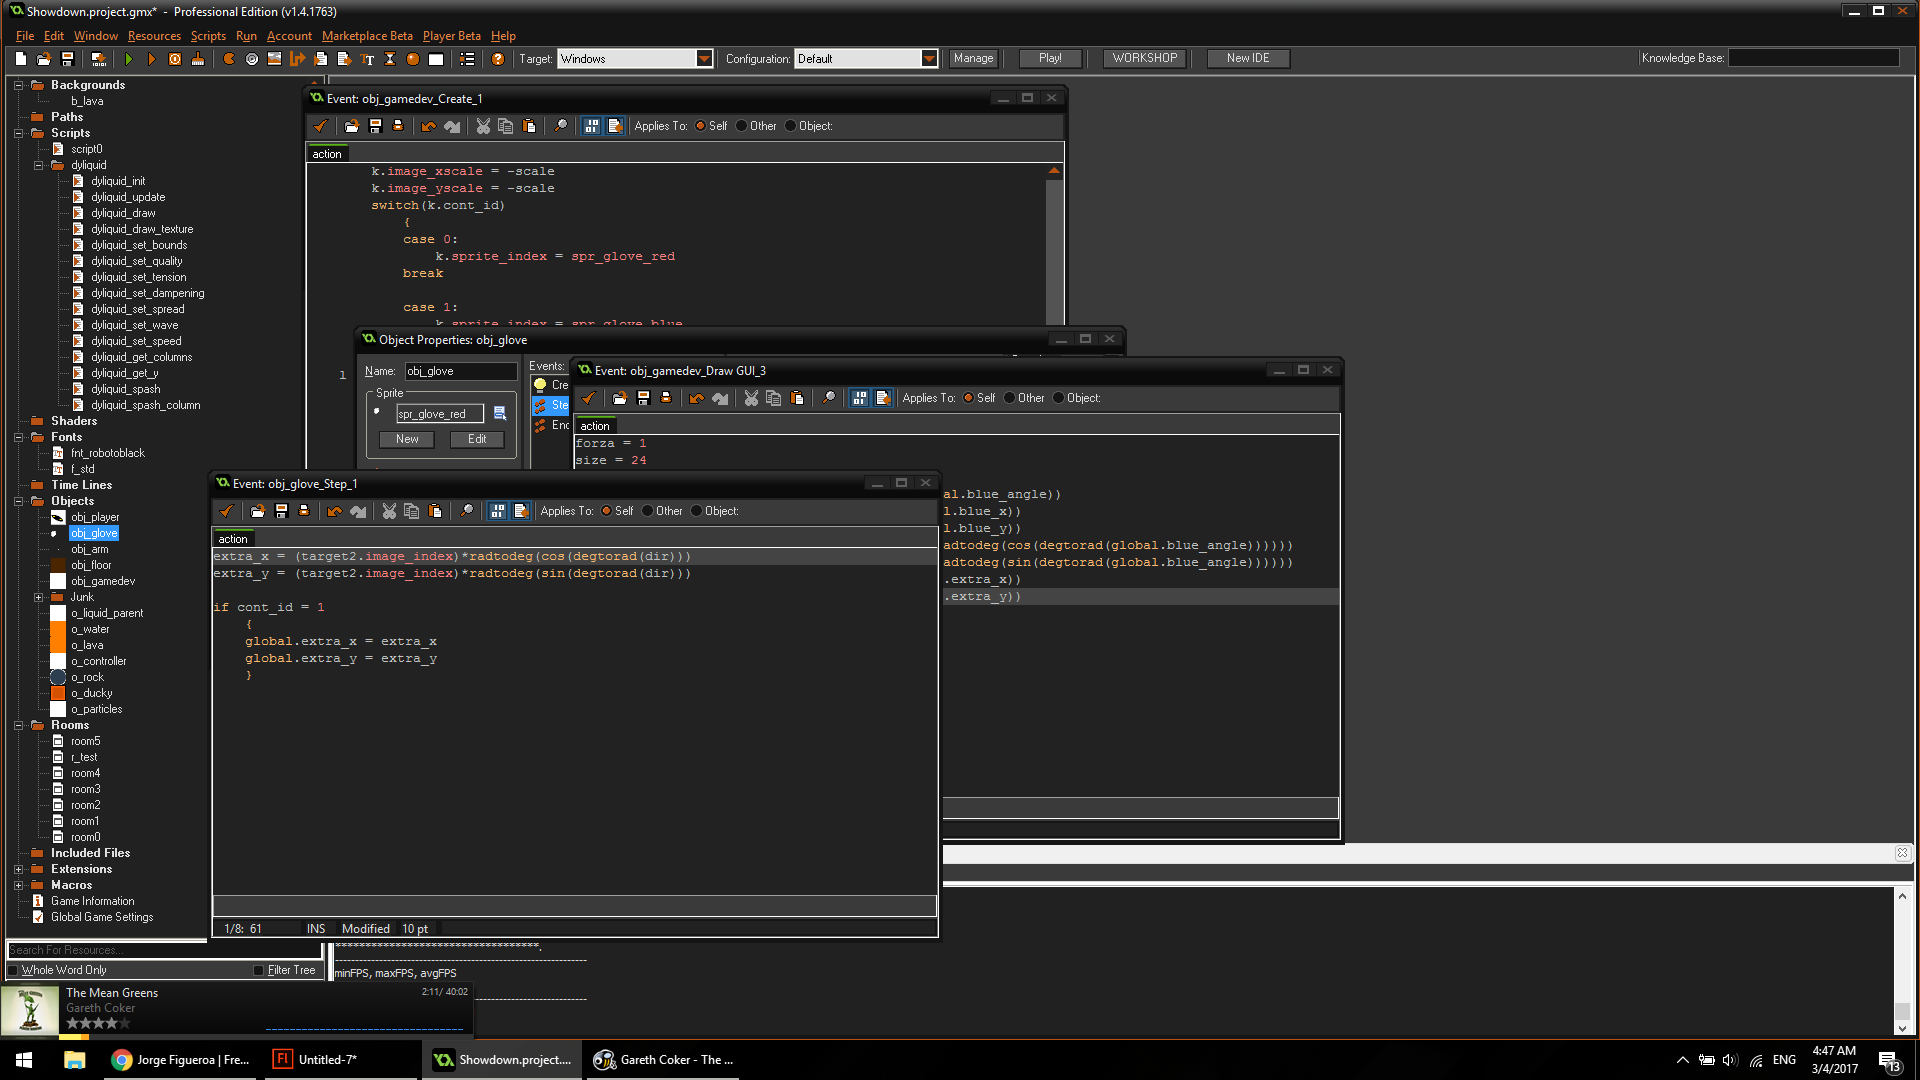 Showdown.project.gmx* - Professional Edition (v1.4.1763)
File Edit Window Resources Scripts Run Account Marketplace Beta Player Beta Help
Target: Windows Configuration: Default Manage Play! WORKSHOP New IDE Knowledge Base:
Backgrounds
b_lava
Paths
Scripts
script0
dyliquid
dyliquid_init
dyliquid_update
dyliquid_draw
dyliquid_draw_texture
dyliquid_set_bounds
dyliquid_set_quality
dyliquid_set_tension
dyliquid_set_dampening
dyliquid_set_spread
dyliquid_set_wave
dyliquid_set_speed
dyliquid_get_columns
dyliquid_get_y
dyliquid_spash
dyliquid_spash_column
Shaders
Fonts
fnt_robotoblack
f_std
Time Lines
Objects
obj_player
obj_glove
obj_arm
obj_floor
obj_gamedev
Junk
o_liquid_parent
o_water
o_lava
o_controller
o_rock
o_ducky
o_particles
Rooms
room5
r_test
room4
room3
room2
room1
room0
Included Files
Extensions
Macros
Game Information
Global Game Settings
Search For Resources...
Whole Word Only Filter Tree
Event: obj_gamedev_Create_1
Applies To: Self Other Object:
action
k.image_xscale = -scale
k.image_yscale = -scale
switch(k.cont_id)
{
case 0:
k.sprite_index = spr_glove_red
break
case 1:
k.sprite_index = spr_glove_blue
1
Object Properties: obj_glove
Name: obj_glove
Sprite
spr_glove_red
New Edit
Events:
Cre
Ste
Enc
Event: obj_gamedev_Draw GUI_3
Applies To: Self Other Object:
action
forza = 1
size = 24
al.blue_angle))
l.blue_x))
l.blue_y))
adtodeg(cos(degtorad(global.blue_angle))))))
adtodeg(sin(degtorad(global.blue_angle))))))
.extra_x))
.extra_y))
Event: obj_glove_Step_1
Applies To: Self Other Object:
action
extra_x = (target2.image_index)*radtodeg(cos(degtorad(dir)))
extra_y = (target2.image_index)*radtodeg(sin(degtorad(dir)))
if cont_id = 1
{
global.extra_x = extra_x
global.extra_y = extra_y
}
1/8: 61 INS Modified 10 pt
minFPS, maxFPS, avgFPS
The Mean Greens 2:11/ 40:02
Gareth Coker
Jorge Figueroa | Fre... Untitled-7* Showdown.project.... Gareth Coker - The ... ENG 4:47 AM
3/4/2017
13